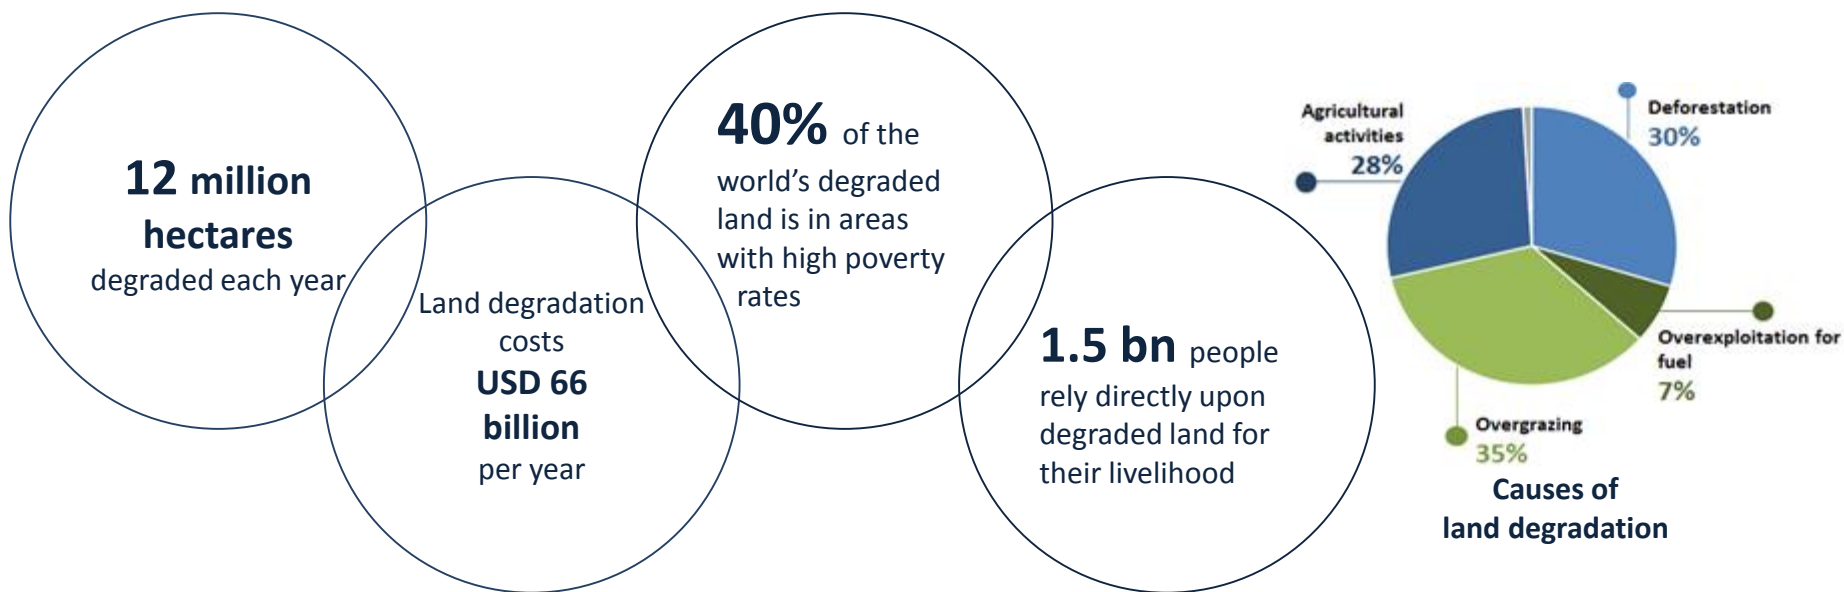 12 million
hectares
degraded each year
Land degradation
costs
USD 66
billion
per year
40% of the
world's degraded
land is in areas
with high poverty
rates
1.5 bn people
rely directly upon
degraded land for
their livelihood
Agricultural
activities
28%
Deforestation
30%
Overexploitation for
fuel
7%
Overgrazing
35%
Causes of
land degradation